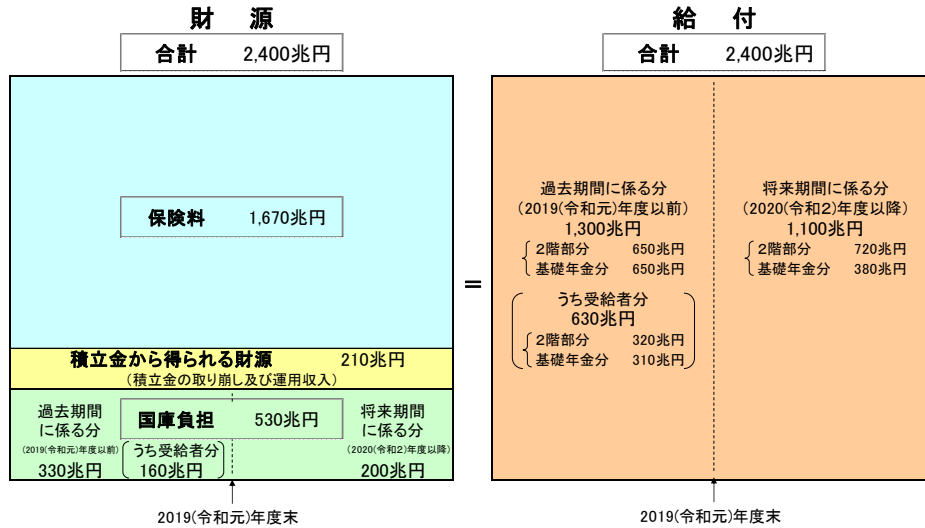 財　源
合計　2,400兆円
保険料　1,670兆円
積立金から得られる財源　210兆円
(積立金の取り崩し及び運用収入)
国庫負担　530兆円
過去期間
に係る分
(2019(令和元)年度以前)
330兆円
うち受給者分
160兆円
将来期間
に係る分
(2020(令和2)年度以降)
200兆円
2019(令和元)年度末
＝
給　付
合計　2,400兆円
過去期間に係る分
(2019(令和元)年度以前)
1,300兆円
2階部分　650兆円
基礎年金分　650兆円
うち受給者分
630兆円
2階部分　320兆円
基礎年金分　310兆円
将来期間に係る分
(2020(令和2)年度以降)
1,100兆円
2階部分　720兆円
基礎年金分　380兆円
2019(令和元)年度末